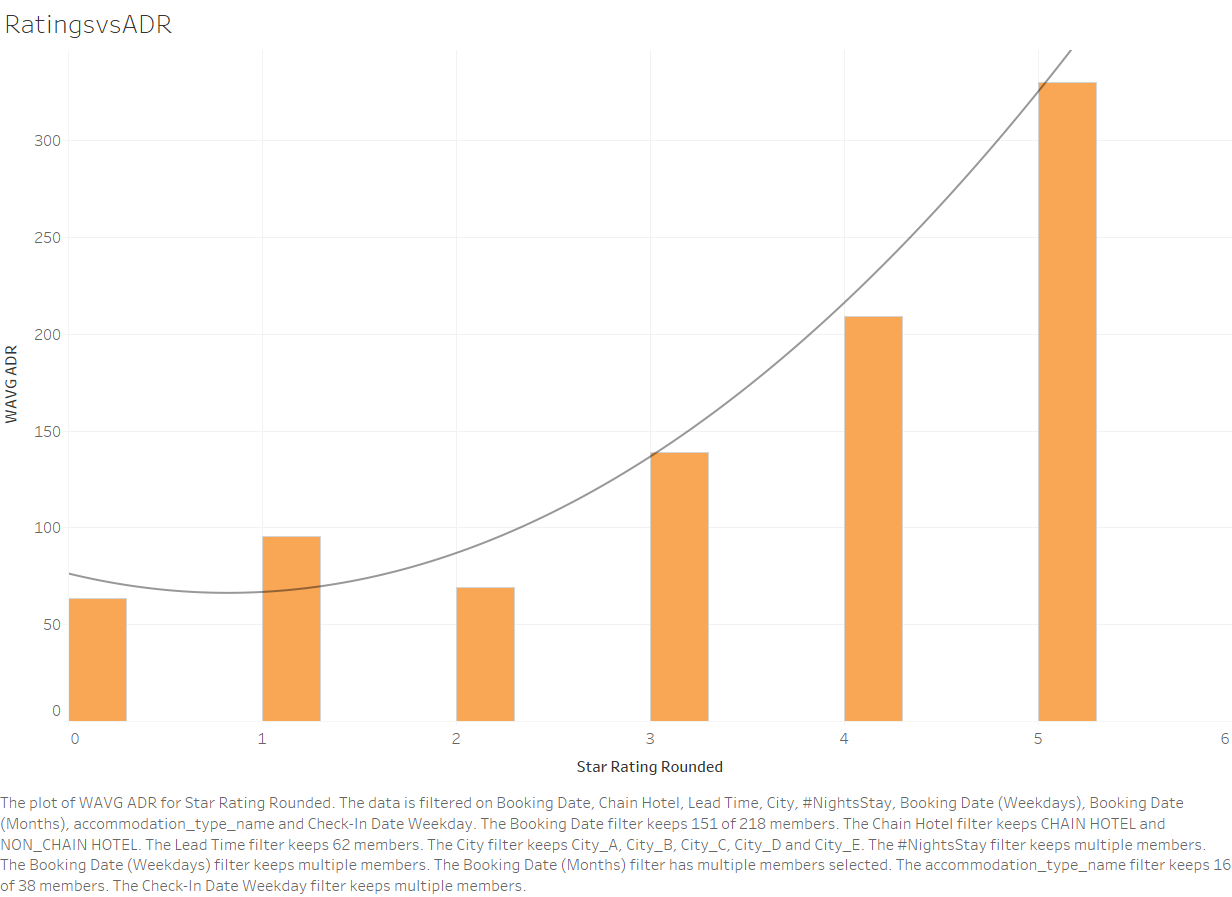 RatingsvsADR
300
250
200
150
100
50
0
WAVG ADR
0 1 2 3 4 5 6
Star Rating Rounded
The plot of WAVG ADR for Star Rating Rounded. The data is filtered on Booking Date, Chain Hotel, Lead Time, City, #NightsStay, Booking Date (Weekdays), Booking Date
(Months), accommodation_type_name and Check-In Date Weekday. The Booking Date filter keeps 151 of 218 members. The Chain Hotel filter keeps CHAIN HOTEL and
NON_CHAIN HOTEL. The Lead Time filter keeps 62 members. The City filter keeps City_A, City_B, City_C, City_D and City_E. The #NightsStay filter keeps multiple members.
The Booking Date (Weekdays) filter keeps multiple members. The Booking Date (Months) filter has multiple members selected. The accommodation_type_name filter keeps 16
of 38 members. The Check-In Date Weekday filter keeps multiple members.